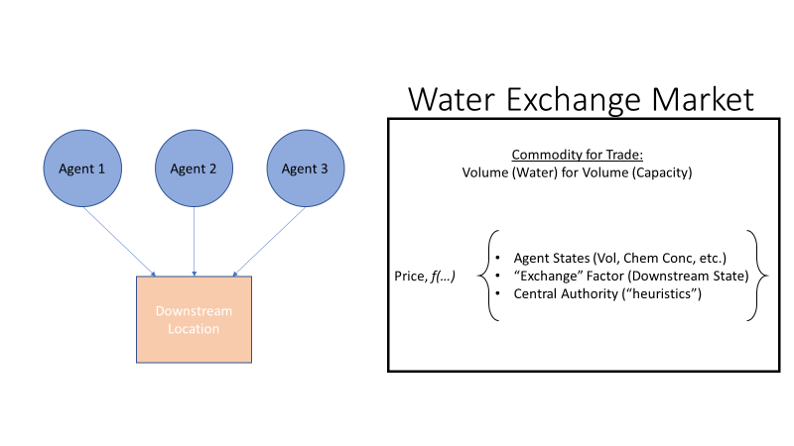 Water Exchange Market
Agent 1
Agent 2
Agent 3
Downstream
Location
Commodity for Trade:
Volume (Water) for Volume (Capacity)
Price, f(…)
• Agent States (Vol, Chem Conc, etc.)
• “Exchange” Factor (Downstream State)
• Central Authority (“heuristics”)